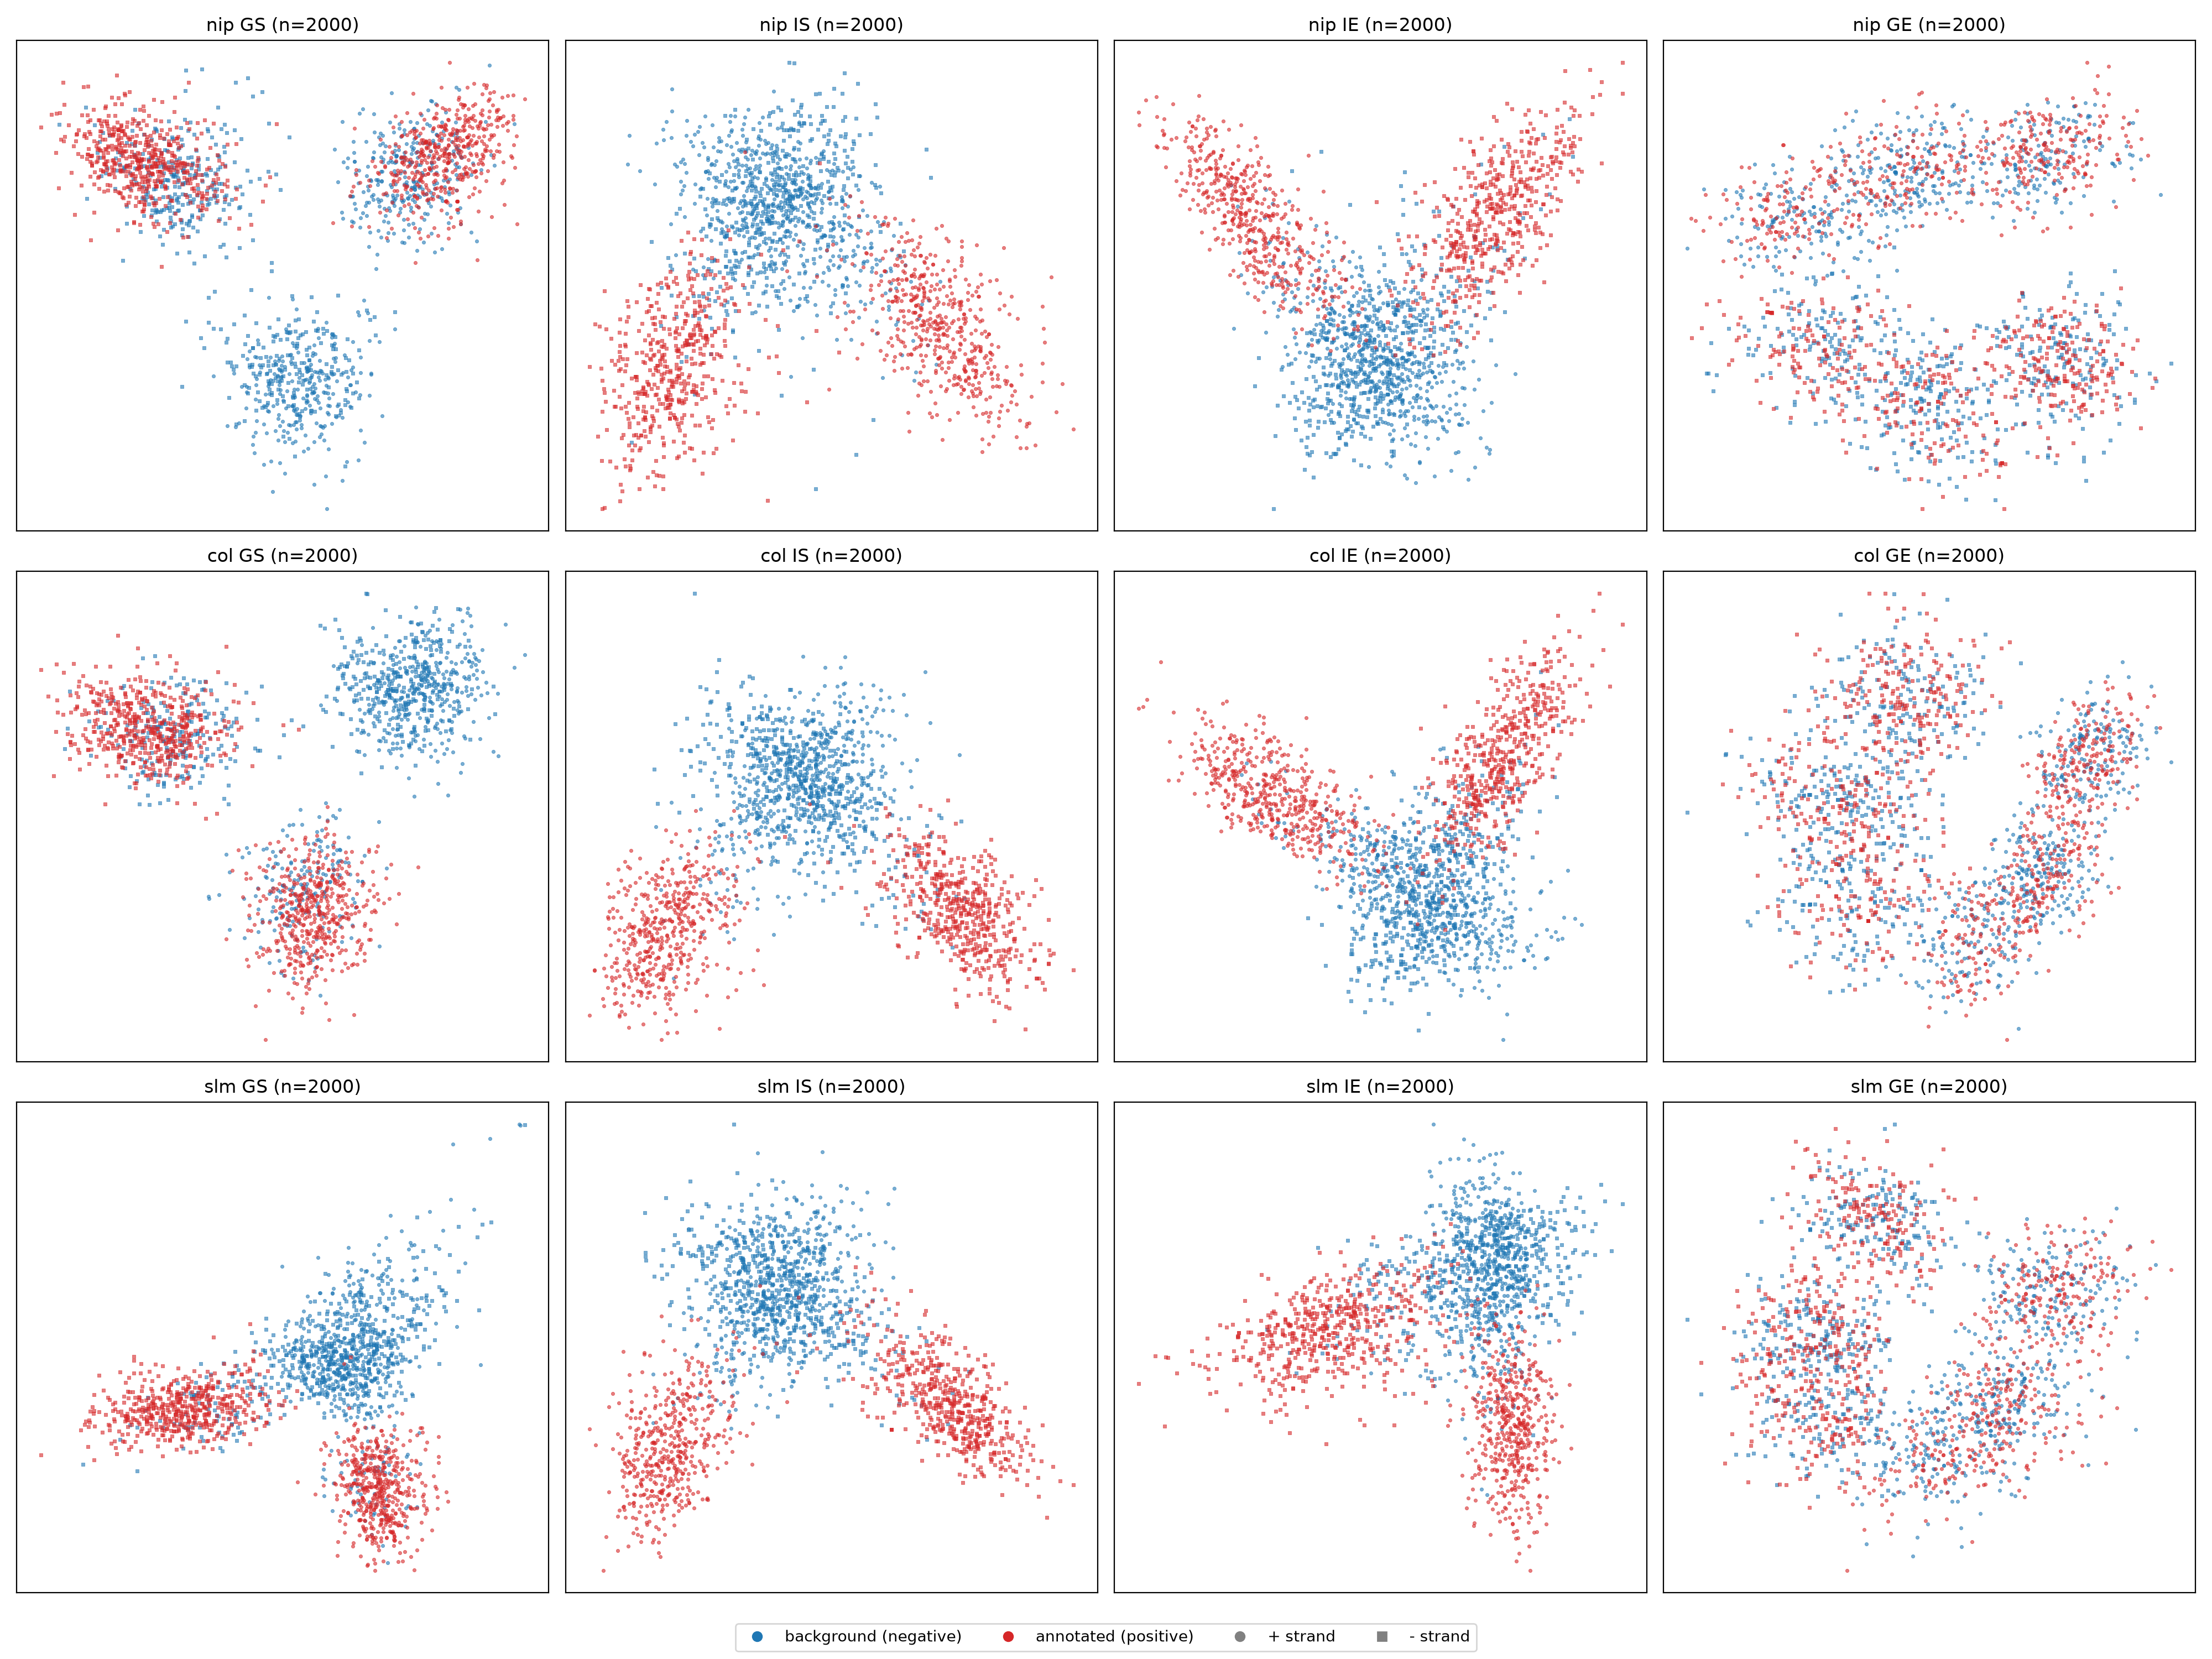 nip GS (n=2000)
nip IS (n=2000)
nip IE (n=2000)
nip GE (n=2000)
col GS (n=2000)
col IS (n=2000)
col IE (n=2000)
col GE (n=2000)
slm GS (n=2000)
slm IS (n=2000)
slm IE (n=2000)
slm GE (n=2000)
background (negative) annotated (positive) + strand - strand